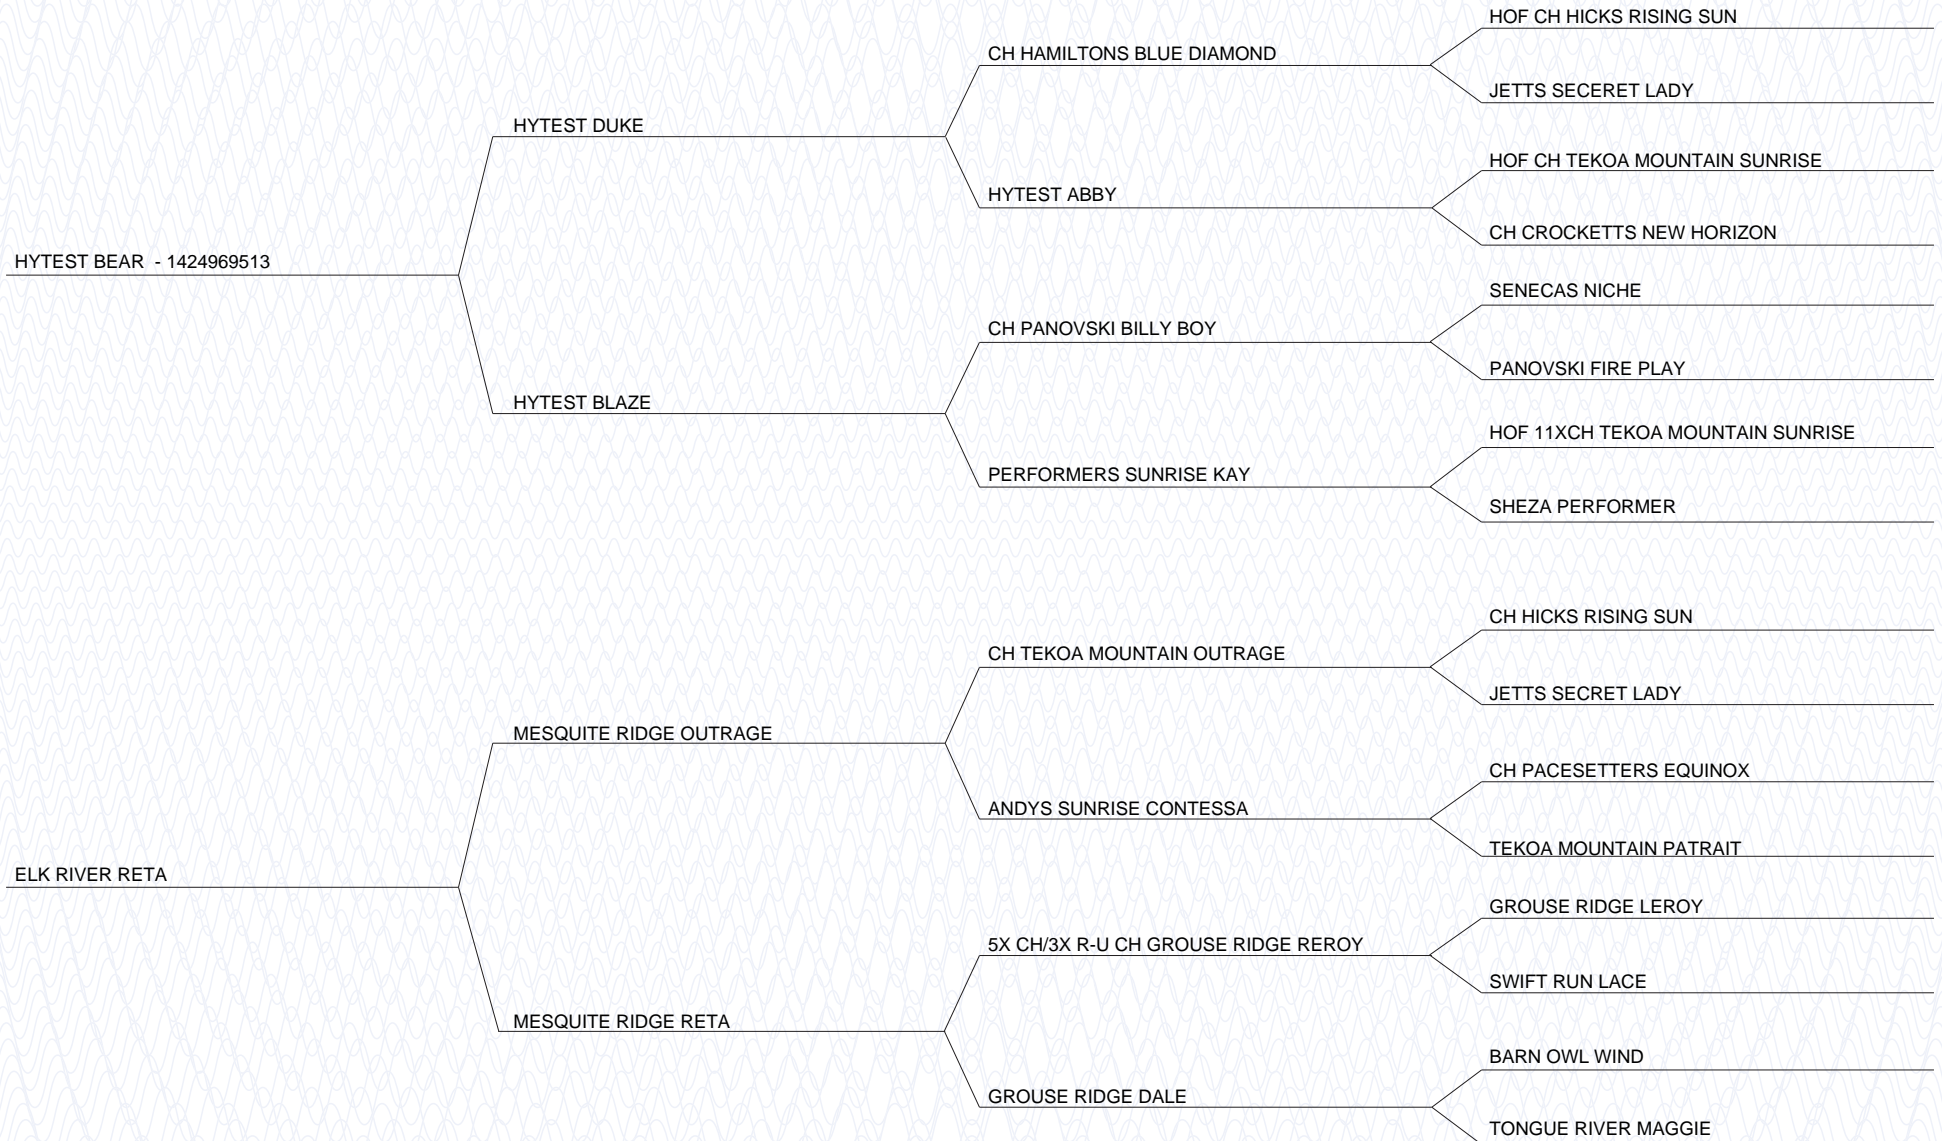 HOF CH HICKS RISING SUN
CH HAMILTONS BLUE DIAMOND
JETTS SECERET LADY
HYTEST DUKE
HOF CH TEKOA MOUNTAIN SUNRISE
HYTEST ABBY
CH CROCKETTS NEW HORIZON
HYTEST BEAR - 1424969513
SENECAS NICHE
CH PANOVSKI BILLY BOY
PANOVSKI FIRE PLAY
HYTEST BLAZE
HOF 11XCH TEKOA MOUNTAIN SUNRISE
PERFORMERS SUNRISE KAY
SHEZA PERFORMER
CH HICKS RISING SUN
CH TEKOA MOUNTAIN OUTRAGE
JETTS SECRET LADY
MESQUITE RIDGE OUTRAGE
CH PACESETTERS EQUINOX
ANDYS SUNRISE CONTESSA
TEKOA MOUNTAIN PATRAIT
ELK RIVER RETA
GROUSE RIDGE LEROY
5X CH/3X R-U CH GROUSE RIDGE REROY
SWIFT RUN LACE
MESQUITE RIDGE RETA
BARN OWL WIND
GROUSE RIDGE DALE
TONGUE RIVER MAGGIE